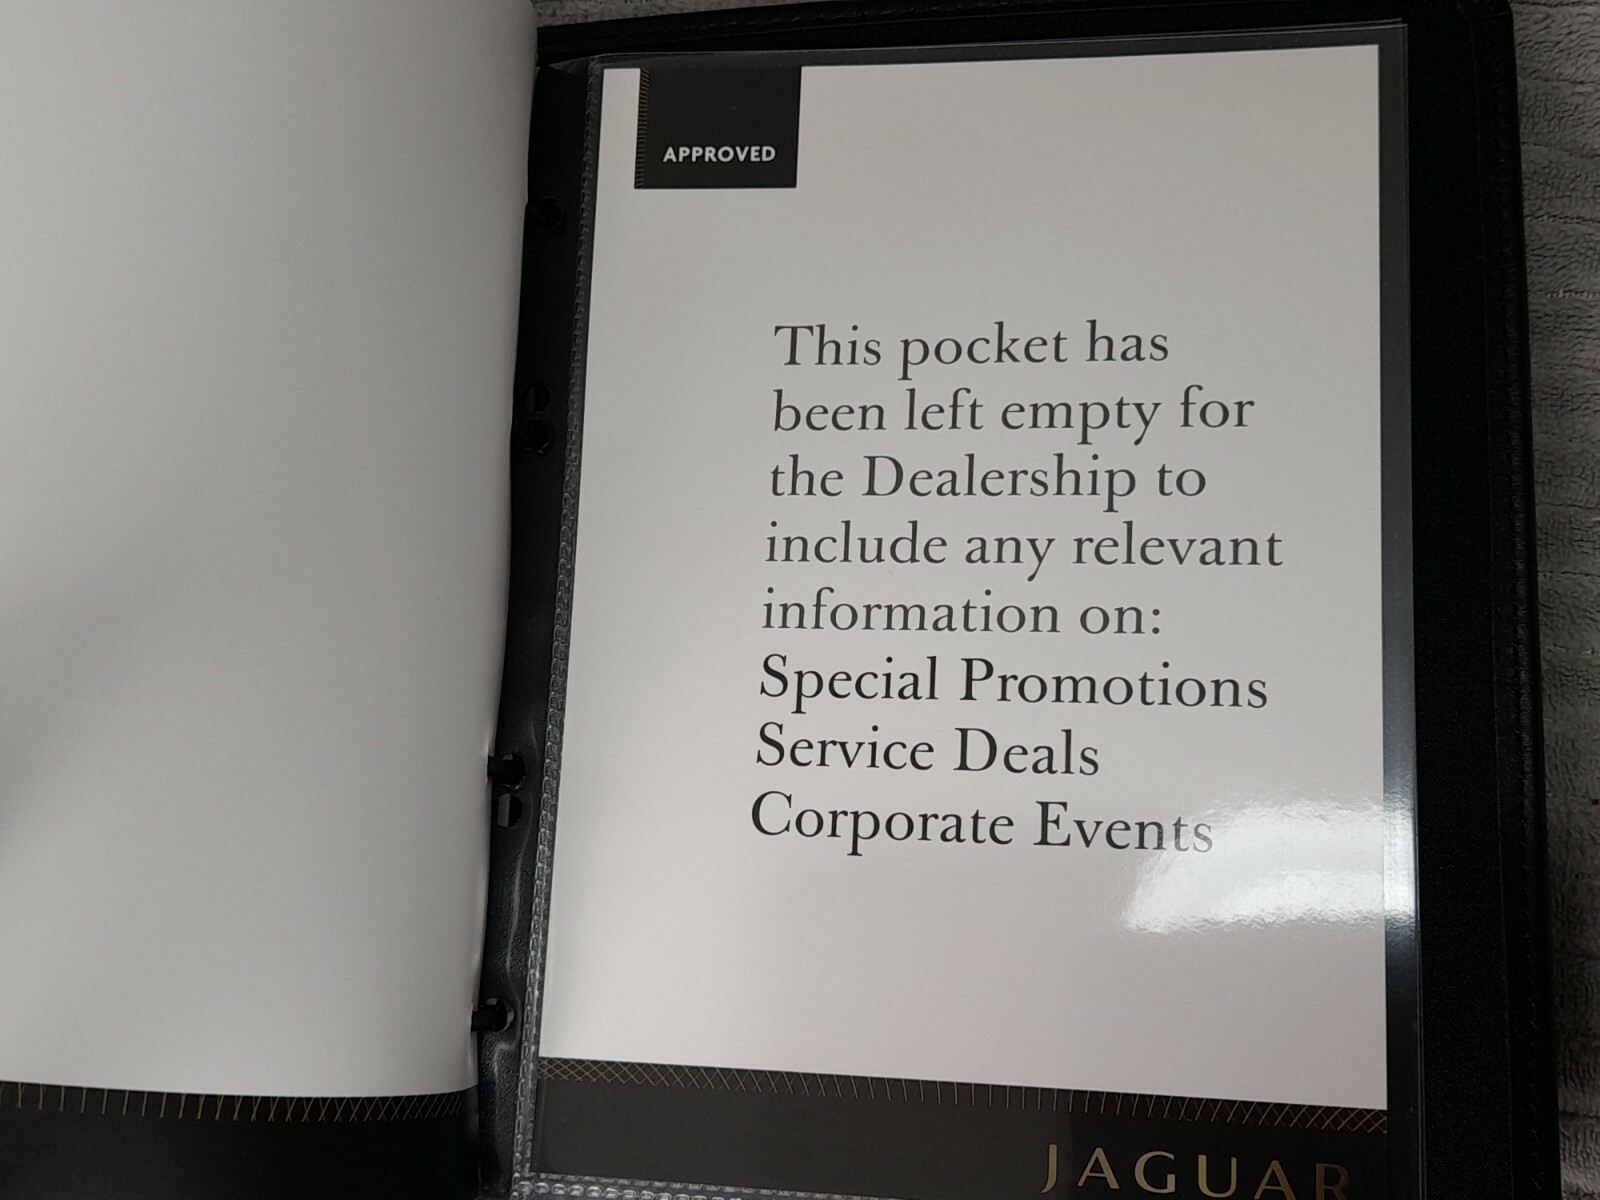 APPROVED
This pocket has
been left empty for
the Dealership to
include any relevant
information on:
Special Promotions
Service Deals
Corporate Events
JAGUAR